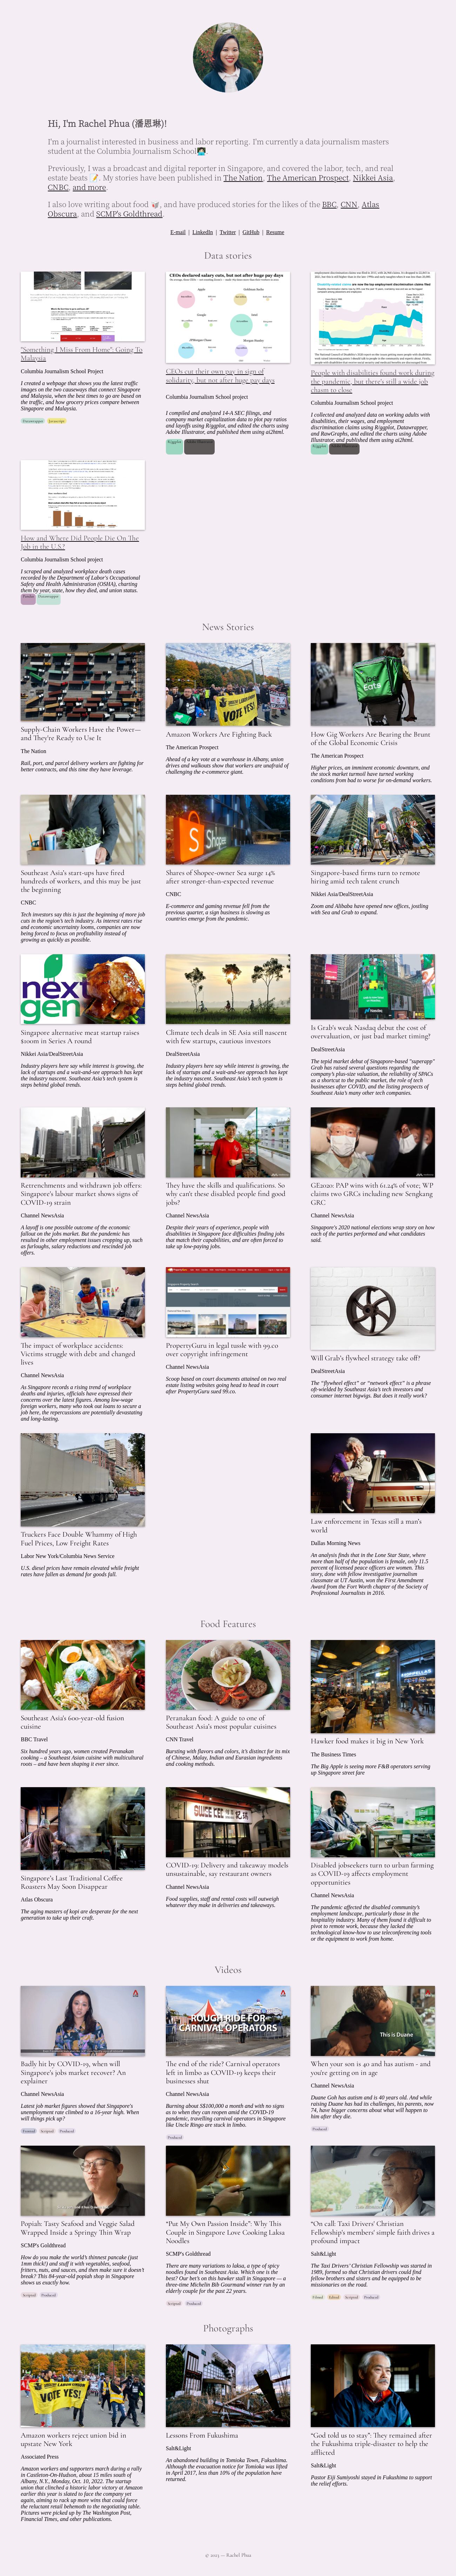 Hi, I'm Rachel Phua (潘恩琳)!
I'm a journalist interested in business and labor reporting. I'm currently a data journalism masters
student at the Columbia Journalism School👩🏻‍💻
Previously, I was a broadcast and digital reporter in Singapore, and covered the labor, tech, and real
estate beats 📝. My stories have been published in The Nation, The American Prospect, Nikkei Asia,
CNBC, and more.
I also love writing about food 🥡, and have produced stories for the likes of the BBC, CNN, Atlas
Obscura, and SCMP's Goldthread.
E-mail | LinkedIn | Twitter | GitHub | Resume
Data stories
"Something I Miss From Home": Going To
Malaysia
Columbia Journalism School Project
I created a webpage that shows you the latest traffic
images on the two causeways that connect Singapore
and Malaysia, when the best times to go are based on
the traffic, and how grocery prices compares between
Singapore and Malaysia.
Datawrapper Javascript
CEOs declared salary cuts, but not after huge pay days
CEOs cut their own pay in sign of
solidarity, but not after huge pay days
Columbia Journalism School project
I compiled and analyzed 14-A SEC filings, and
company market capitalization data to plot pay ratios
and layoffs using R/ggplot, and edited the charts using
Adobe Illustrator, and published them using ai2html.
R/ggplot
People with disabilities found work during
the pandemic, but there's still a wide job
chasm to close
Columbia Journalism School project
I collected and analyzed data on working adults with
disabilities, their wages, and employment
discrimination claims using R/ggplot, Datawrapper,
and RawGraphs, and edited the charts using Adobe
Illustrator, and published them using ai2html.
R/ggplot
How and Where Did People Die On The
Job in the U.S.?
Columbia Journalism School project
I scraped and analyzed workplace death cases
recorded by the Department of Labor's Occupational
Safety and Health Administration (OSHA), charting
them by year, state, how they died, and union status.
Datawrapper
News Stories
Supply-Chain Workers Have the Power—
and They're Ready to Use It
The Nation
Rail, port, and parcel delivery workers are fighting for
better contracts, and this time they have leverage.
VOTE YES!
Amazon Workers Are Fighting Back
The American Prospect
Ahead of a key vote at a warehouse in Albany, union
drives and walkouts show that workers are unafraid of
challenging the e-commerce giant.
Uber
Eats
How Gig Workers Are Bearing the Brunt
of the Global Economic Crisis
The American Prospect
Higher prices, an imminent economic downturn, and
the stock market turmoil have turned working
conditions from bad to worse for on-demand workers.
Southeast Asia's start-ups have fired
hundreds of workers, and this may be just
the beginning
CNBC
Tech investors say this is just the beginning of more job
cuts in the region's tech industry. As interest rates rise
and economic uncertainty looms, companies are now
being forced to focus on profitability instead of
growing as quickly as possible.
Shopee
Shares of Shopee-owner Sea surge 14%
after stronger-than-expected revenue
CNBC
E-commerce and gaming revenue fell from the
previous quarter, a sign business is slowing as
countries emerge from the pandemic.
Singapore-based firms turn to remote
hiring amid tech talent crunch
Nikkei Asia/DealStreetAsia
Zoom and Alibaba have opened new offices, jostling
with Sea and Grab to expand.
next
gen
Singapore alternative meat startup raises
$100m in Series A round
Nikkei Asia/DealStreetAsia
Industry players here say while interest is growing, the
lack of startups and a wait-and-see approach has kept
the industry nascent. Southeast Asia's tech system is
steps behind global trends.
Climate tech deals in SE Asia still nascent
with few startups, cautious investors
DealStreetAsia
Industry players here say while interest is growing, the
lack of startups and a wait-and-see approach has kept
the industry nascent. Southeast Asia's tech system is
steps behind global trends.
Is Grab's weak Nasdaq debut the cost of
overvaluation, or just bad market timing?
DealStreetAsia
The tepid market debut of Singapore-based "superapp"
Grab has raised several questions regarding the
company's plus-size valuation, the reliability of SPACs
as a shortcut to the public market, the role of tech
businesses after COVID, and the listing prospects of
Southeast Asia's many other tech companies.
Retrenchments and withdrawn job offers:
Singapore's labour market shows signs of
COVID-19 strain
Channel NewsAsia
A layoff is one possible outcome of the economic
fallout on the jobs market. But the pandemic has
resulted in other employment issues cropping up, such
as furloughs, salary reductions and rescinded job
offers.
They have the skills and qualifications. So
why can't these disabled people find good
jobs?
Channel NewsAsia
Despite their years of experience, people with
disabilities in Singapore face difficulties finding jobs
that match their capabilities, and are often forced to
take up low-paying jobs.
GE2020: PAP wins with 61.24% of vote; WP
claims two GRCs including new Sengkang
GRC
Channel NewsAsia
Singapore's 2020 national elections wrap story on how
each of the parties performed and what candidates
said.
The impact of workplace accidents:
Victims struggle with debt and changed
lives
Channel NewsAsia
As Singapore records a rising trend of workplace
deaths and injuries, officials have expressed their
concerns over the latest figures. Among low-wage
foreign workers, many who took out loans to secure a
job here, the repercussions are potentially devastating
and long-lasting.
PropertyGuru in legal tussle with 99.co
over copyright infringement
Channel NewsAsia
Scoop based on court documents attained on two real
estate listing websites going head to head in court
after PropertyGuru sued 99.co.
Will Grab's flywheel strategy take off?
DealStreetAsia
The "flywheel effect" or "network effect" is a phrase
oft-wielded by Southeast Asia's tech investors and
consumer internet bigwigs. But does it really work?
Truckers Face Double Whammy of High
Fuel Prices, Low Freight Rates
Labor New York/Columbia News Service
U.S. diesel prices have remain elevated while freight
rates have fallen as demand for goods fall.
SHERIFF
Law enforcement in Texas still a man's
world
Dallas Morning News
An analysis finds that in the Lone Star State, where
more than half of the population is female, only 11.5
percent of licensed peace officers are women. This
story, done with fellow investigative journalism
classmate at UT Austin, won the First Amendment
Award from the Fort Worth chapter of the Society of
Professional Journalists in 2016.
Food Features
Southeast Asia's 600-year-old fusion
cuisine
BBC Travel
Six hundred years ago, women created Peranakan
cooking – a Southeast Asian cuisine with multicultural
roots – and have been shaping it ever since.
Peranakan food: A guide to one of
Southeast Asia's most popular cuisines
CNN Travel
Bursting with flavors and colors, it's distinct for its mix
of Chinese, Malay, Indian and Eurasian ingredients
and cooking methods.
Hawker food makes it big in New York
The Business Times
The Big Apple is seeing more F&B operators serving
up Singapore street fare
Singapore's Last Traditional Coffee
Roasters May Soon Disappear
Atlas Obscura
The aging masters of kopi are desperate for the next
generation to take up their craft.
COVID-19: Delivery and takeaway models
unsustainable, say restaurant owners
Channel NewsAsia
Food supplies, staff and rental costs will outweigh
whatever they make in deliveries and takeaways.
Disabled jobseekers turn to urban farming
as COVID-19 affects employment
opportunities
Channel NewsAsia
The pandemic affected the disabled community's
employment landscape, particularly those in the
hospitality industry. Many of them found it difficult to
pivot to remote work, because they lacked the
technological know-how to use teleconferencing tools
or the equipment to work from home.
Videos
Badly hit by COVID-19, when will
Singapore's jobs market recover? An
explainer
Channel NewsAsia
Latest job market figures showed that Singapore's
unemployment rate climbed to a 16-year high. When
will things pick up?
Scripted Produced
ROUGH RIDE FOR
CARNIVAL OPERATORS
The end of the ride? Carnival operators
left in limbo as COVID-19 keeps their
businesses shut
Channel NewsAsia
Burning about S$100,000 a month and with no signs
as to when they can reopen amid the COVID-19
pandemic, travelling carnival operators in Singapore
like Uncle Ringo are stuck in limbo.
Produced
This is Duane
When your son is 40 and has autism - and
you're getting on in age
Channel NewsAsia
Duane Goh has autism and is 40 years old. And while
raising Duane has had its challenges, his parents, now
74, have bigger concerns about what will happen to
him after they die.
Produced
Popiah: Tasty Seafood and Veggie Salad
Wrapped Inside a Springy Thin Wrap
SCMP's Goldthread
How do you make the world's thinnest pancake (just
1mm thick!) and stuff it with vegetables, seafood,
fritters, nuts, and sauces, and then make sure it doesn't
break? This 84-year-old popiah shop in Singapore
shows us exactly how.
Scripted Produced
"Put My Own Passion Inside": Why This
Couple in Singapore Love Cooking Laksa
Noodles
SCMP's Goldthread
There are many variations to laksa, a type of spicy
noodles found in Southeast Asia. Which one is the
best? Our bet's on this hawker stall in Singapore — a
three-time Michelin Bib Gourmand winner run by an
elderly couple for the past 22 years.
Scripted Produced
"On call: Taxi Drivers' Christian
Fellowship's members' simple faith drives a
profound impact
Salt&Light
The Taxi Drivers' Christian Fellowship was started in
1989, formed so that Christian drivers could find
fellow brothers and sisters and be equipped to be
missionaries on the road.
Filmed Edited Scripted Produced
Photographs
VOTE YES!
Amazon workers reject union bid in
upstate New York
Associated Press
Amazon workers and supporters march during a rally
in Castleton-On-Hudson, about 15 miles south of
Albany, N.Y., Monday, Oct. 10, 2022. The startup
union that clinched a historic labor victory at Amazon
earlier this year is slated to face the company yet
again, aiming to rack up more wins that could force
the reluctant retail behemoth to the negotiating table.
Pictures were picked up by The Washington Post,
Financial Times, and other publications.
Lessons From Fukushima
Salt&Light
An abandoned building in Tomioka Town, Fukushima.
Although the evacuation notice for Tomioka was lifted
in April 2017, less than 10% of the population have
returned.
"God told us to stay": They remained after
the Fukushima triple-disaster to help the
afflicted
Salt&Light
Pastor Eiji Sumiyoshi stayed in Fukushima to support
the relief efforts.
© 2023 — Rachel Phua